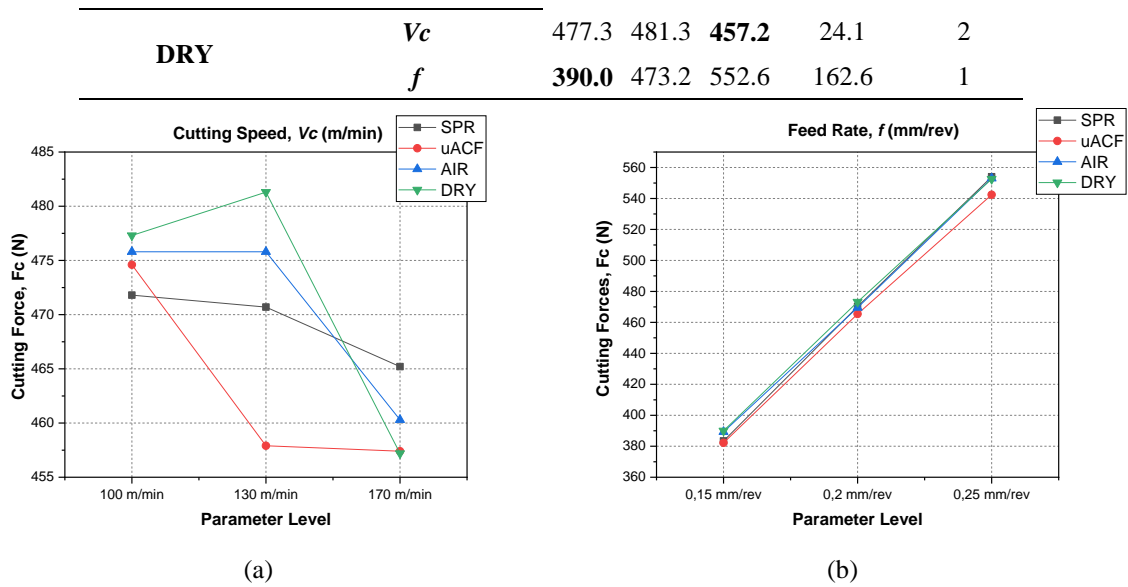 Vc 477.3 481.3 457.2 24.1 2
DRY
f 390.0 473.2 552.6 162.6 1
Cutting Speed, Vc (m/min)
SPR
uACF
AIR
DRY
485
480
475
470
465
460
455
Cutting Force, Fc (N)
100 m/min 130 m/min 170 m/min
Parameter Level
(a)
Feed Rate, f (mm/rev)
SPR
uACF
AIR
DRY
560
540
520
500
480
460
440
420
400
380
360
Cutting Forces, Fc (N)
0,15 mm/rev 0,2 mm/rev 0,25 mm/rev
Parameter Level
(b)